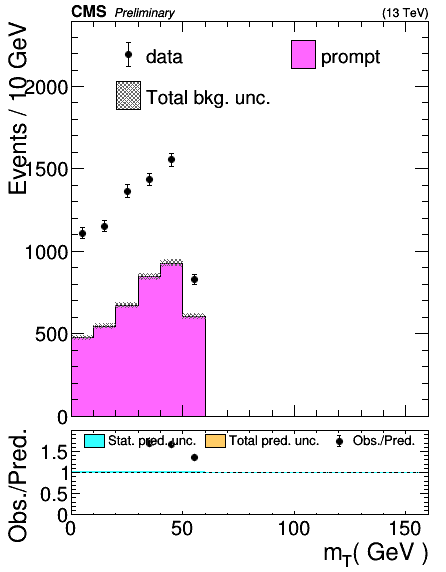 CMS Preliminary (13 TeV)
data prompt
Total bkg. unc.
Events / 10 GeV
2000
1500
1000
500
0
Stat. pred. unc. Total pred. unc. Obs./Pred.
Obs./Pred.
1.5
1
0.5
0
0 50 100 150
m_T( GeV )